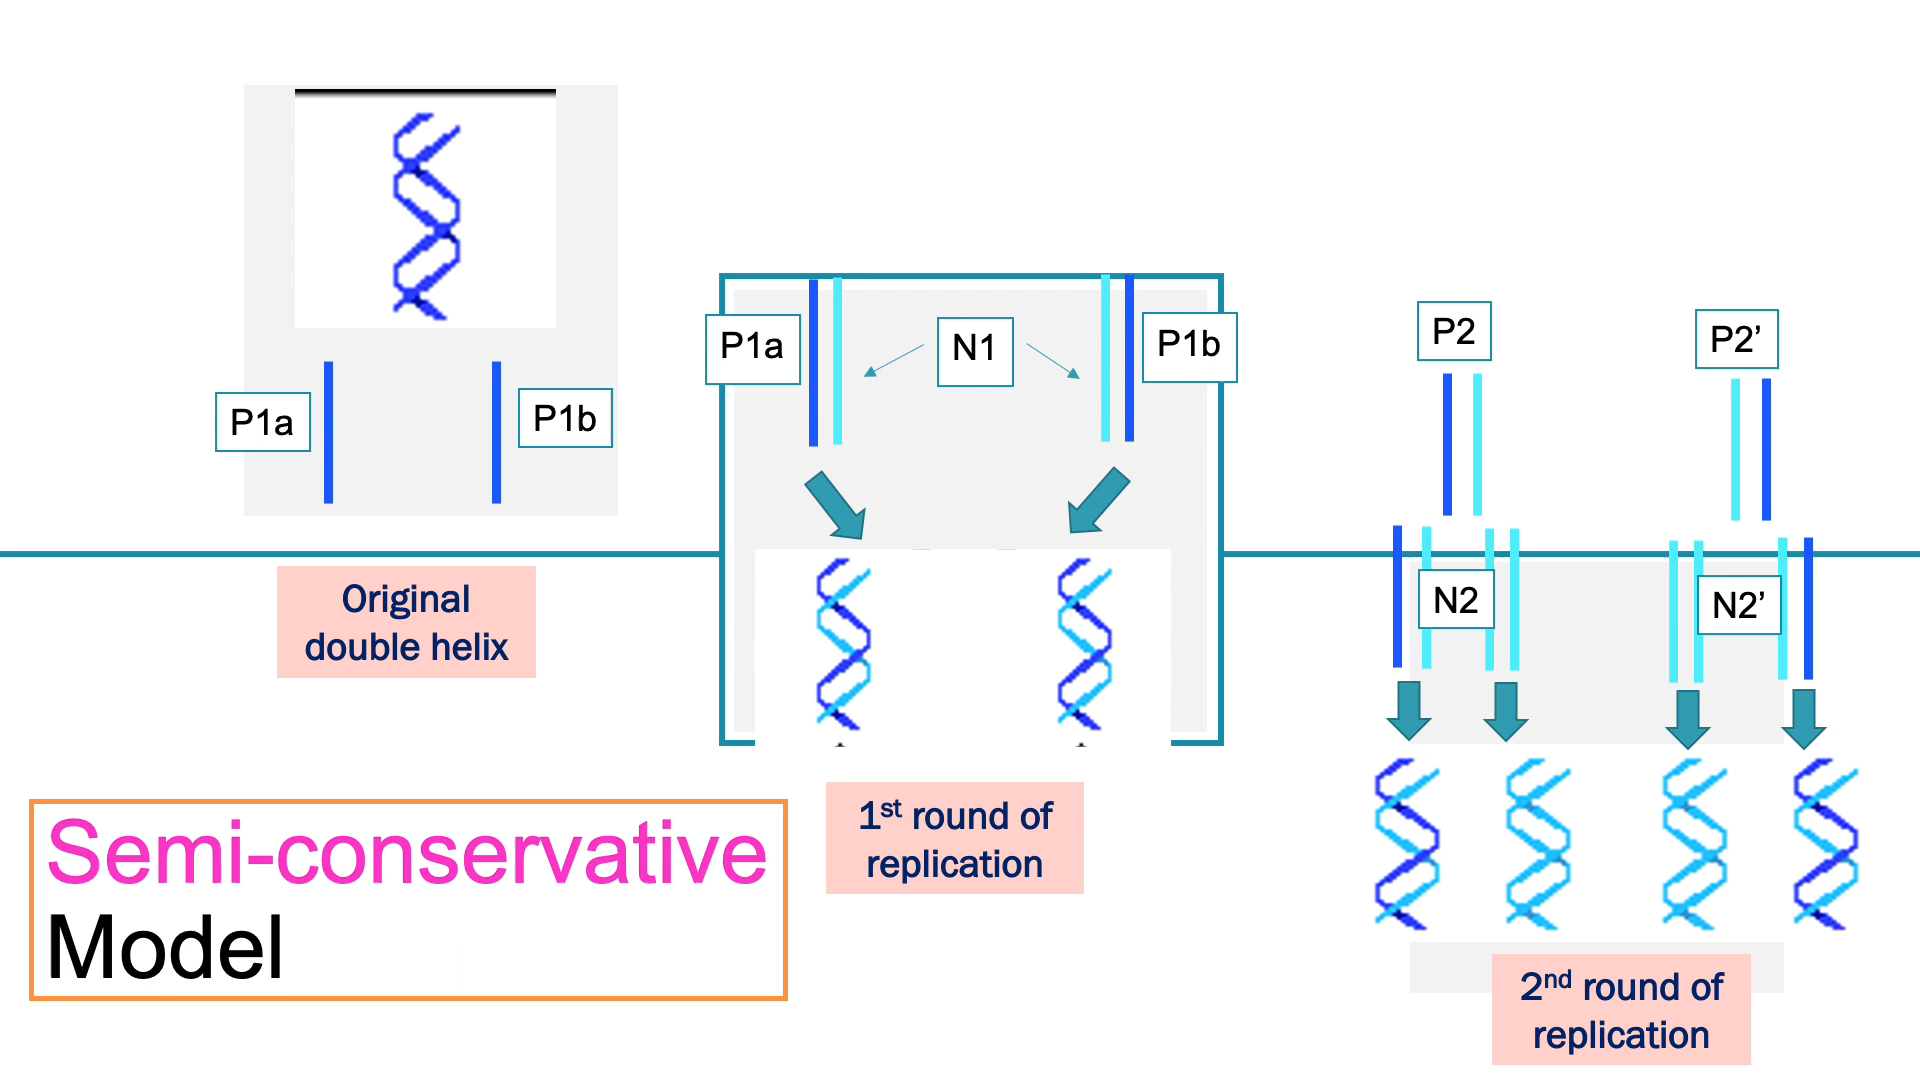 P1a
P1b
Original
double helix
P1a
N1
P1b
1st round of
replication
P2
P2’
N2
N2’
2nd round of
replication
Semi-conservative
Model